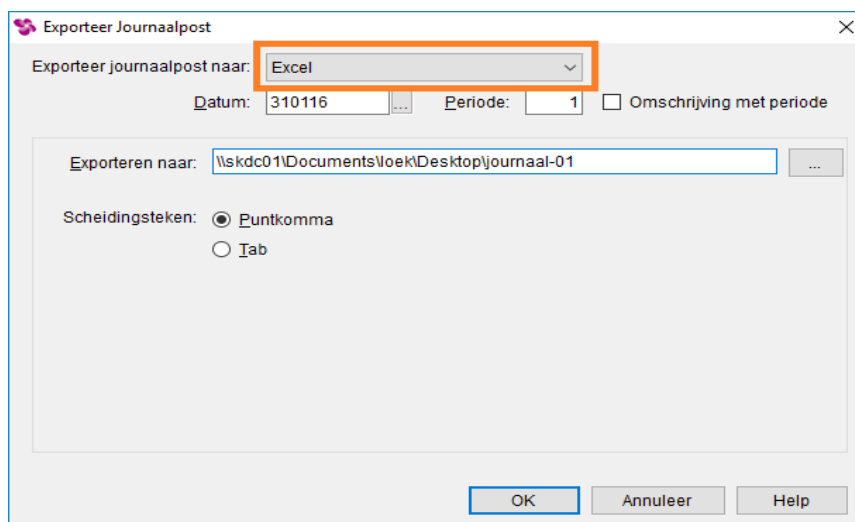 Exporteer Journaalpost
Exporteer journaalpost naar: Excel
Datum: 310116 ... Periode: 1 Omschrijving met periode
Exporteren naar: \\skdc01\Documents\loek\Desktop\journaal-01 ...
Scheidingsteken: Puntkomma
Tab
OK Annuleer Help